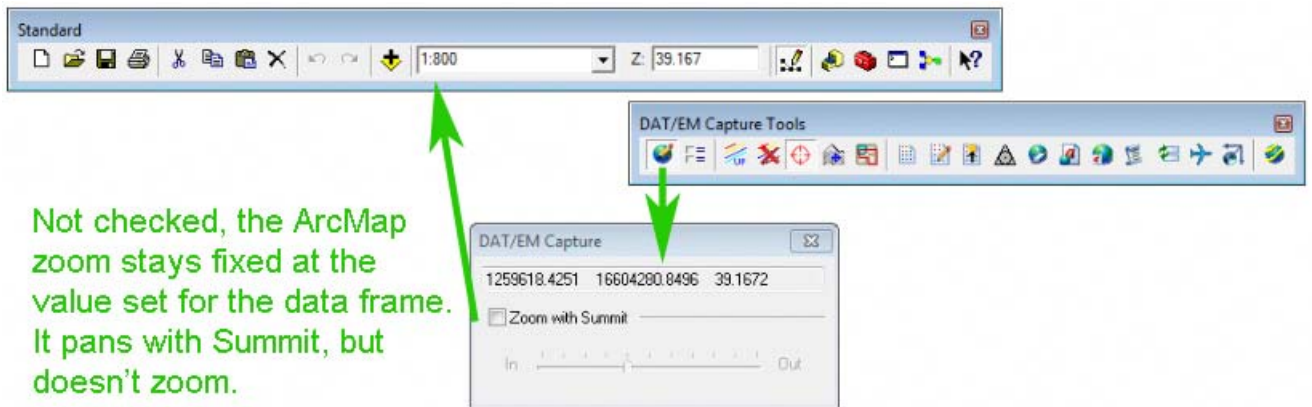 Standard
1:800 Z: 39.167
DAT/EM Capture Tools
UP
Not checked, the ArcMap
zoom stays fixed at the
value set for the data frame.
It pans with Summit, but
doesn't zoom.
DAT/EM Capture
1259618.4251 16604280.8496 39.1672
Zoom with Summit
In Out